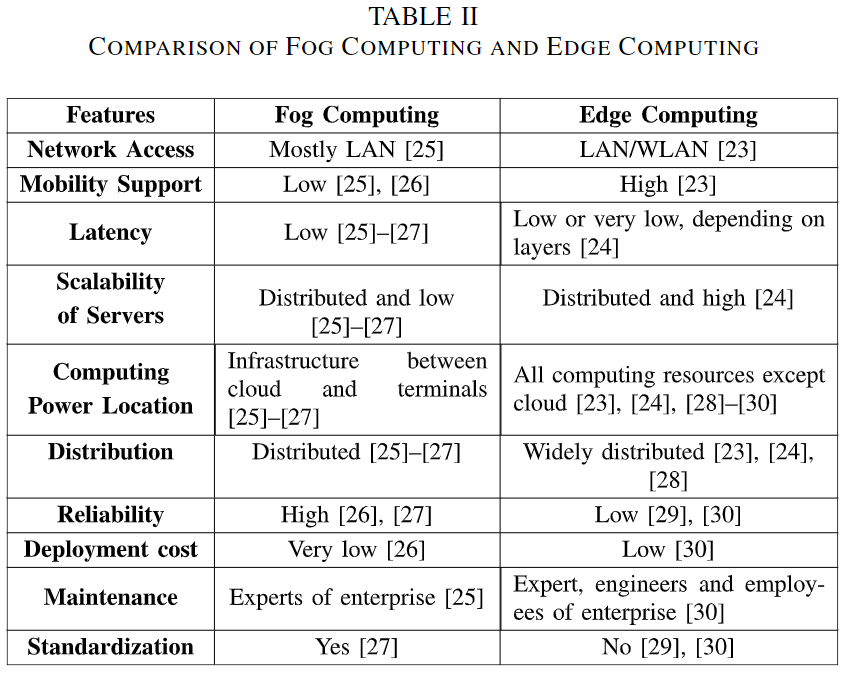 TABLE II
COMPARISON OF FOG COMPUTING AND EDGE COMPUTING
Features Fog Computing Edge Computing
Network Access Mostly LAN [25] LAN/WLAN [23]
Mobility Support Low [25], [26] High [23]
Latency Low [25]–[27]
Low or very low, depending on
layers [24]
Scalability
of Servers
Distributed and low
[25]–[27]
Distributed and high [24]
Computing
Power Location
Infrastructure between
cloud and terminals
[25]–[27]
All computing resources except
cloud [23], [24], [28]–[30]
Distribution Distributed [25]–[27]
Widely distributed [23], [24],
[28]
Reliability High [26], [27] Low [29], [30]
Deployment cost Very low [26] Low [30]
Maintenance Experts of enterprise [25]
Expert, engineers and employ-
ees of enterprise [30]
Standardization Yes [27] No [29], [30]